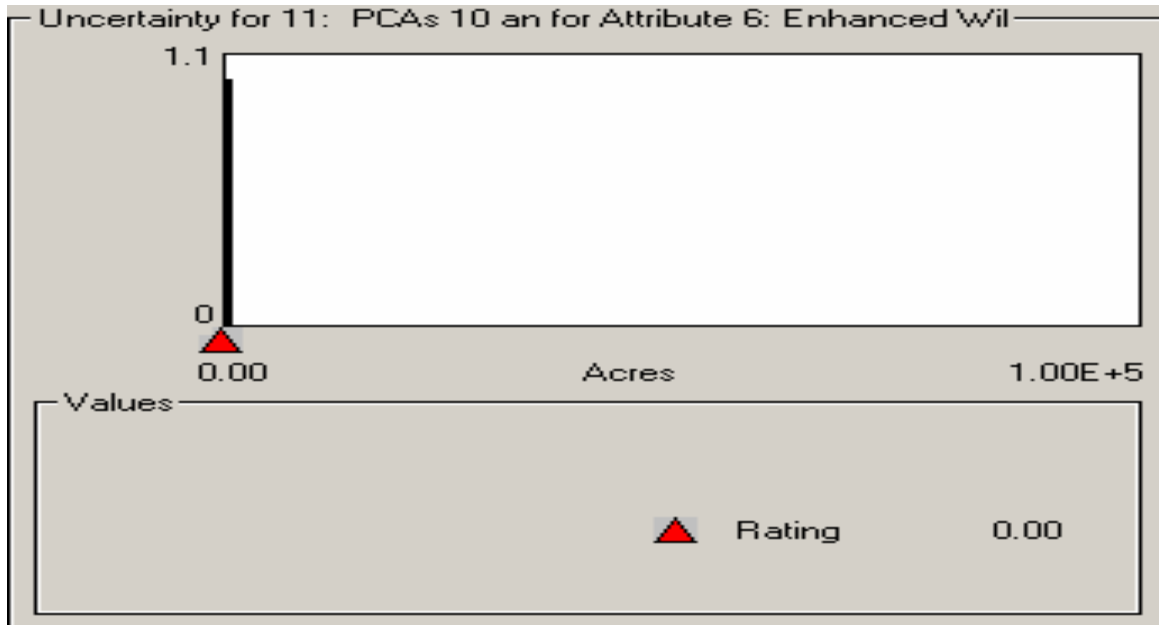 Uncertainty for 11: PCAs 10 an for Attribute 6: Enhanced Wil
1.1
0
0.00 Acres 1.00E+5
Values
Rating 0.00